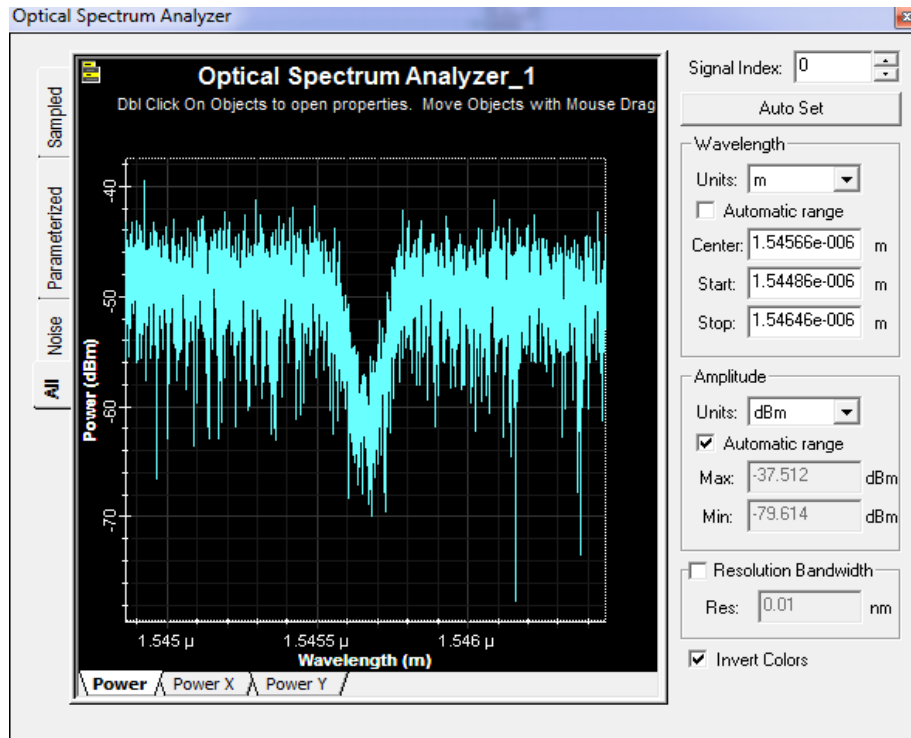 Optical Spectrum Analyzer
Sampled
Parameterized
Noise
All
Optical Spectrum Analyzer_1
Dbl Click On Objects to open properties. Move Objects with Mouse Drag
Power (dBm)
-40
-50
-60
-70
1.545 µ
1.5455 µ
1.546 µ
Wavelength (m)
Power
Power X
Power Y
Signal Index: 0
Auto Set
Wavelength
Units: m
Automatic range
Center: 1.54566e-006 m
Start: 1.54486e-006 m
Stop: 1.54646e-006 m
Amplitude
Units: dBm
Automatic range
Max: -37.512 dBm
Min: -79.614 dBm
Resolution Bandwidth
Res: 0.01 nm
Invert Colors